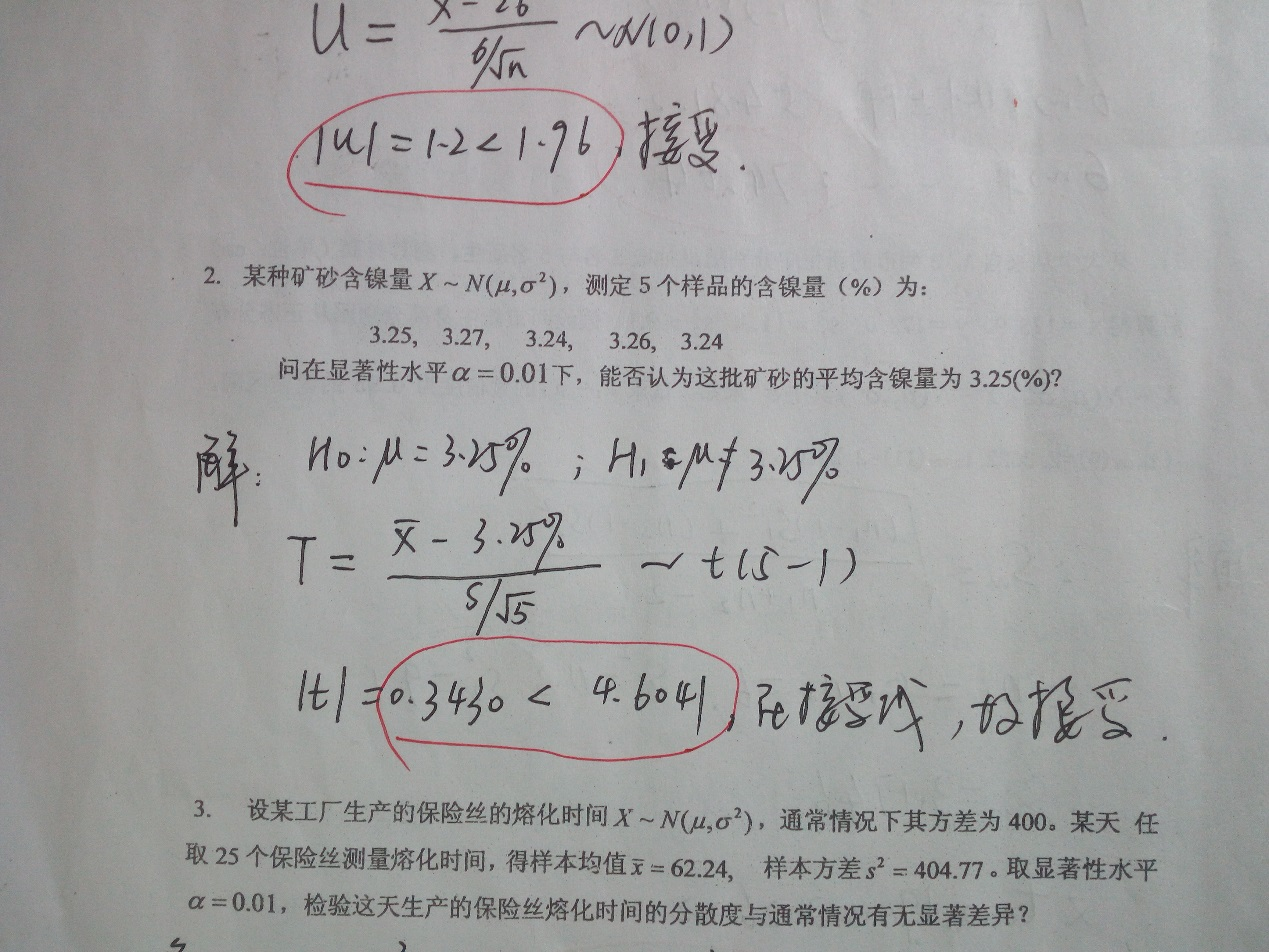 U = x̄ - 26 / 6/√n ~N(0,1)
|u| = 1.2 < 1.96, 接受.
2. 某种矿砂含镍量 X ~ N(μ,σ²)，测定 5 个样品的含镍量（%）为：
3.25, 3.27, 3.24, 3.26, 3.24
问在显著性水平 α = 0.01下，能否认为这批矿砂的平均含镍量为 3.25(%)?
解: H₀: μ = 3.25% ; H₁: μ ≠ 3.25%
T = x̄ - 3.25% / s/√5 ~ t(5-1)
|t| = 0.3430 < 4.6041, 在接受域, 故接受.
3. 设某工厂生产的保险丝的熔化时间 X ~ N(μ,σ²)，通常情况下其方差为 400。某天 任
取 25 个保险丝测量熔化时间，得样本均值 x̄ = 62.24, 样本方差 s² = 404.77。取显著性水平
α = 0.01，检验这天生产的保险丝熔化时间的分散度与通常情况有无显著差异？